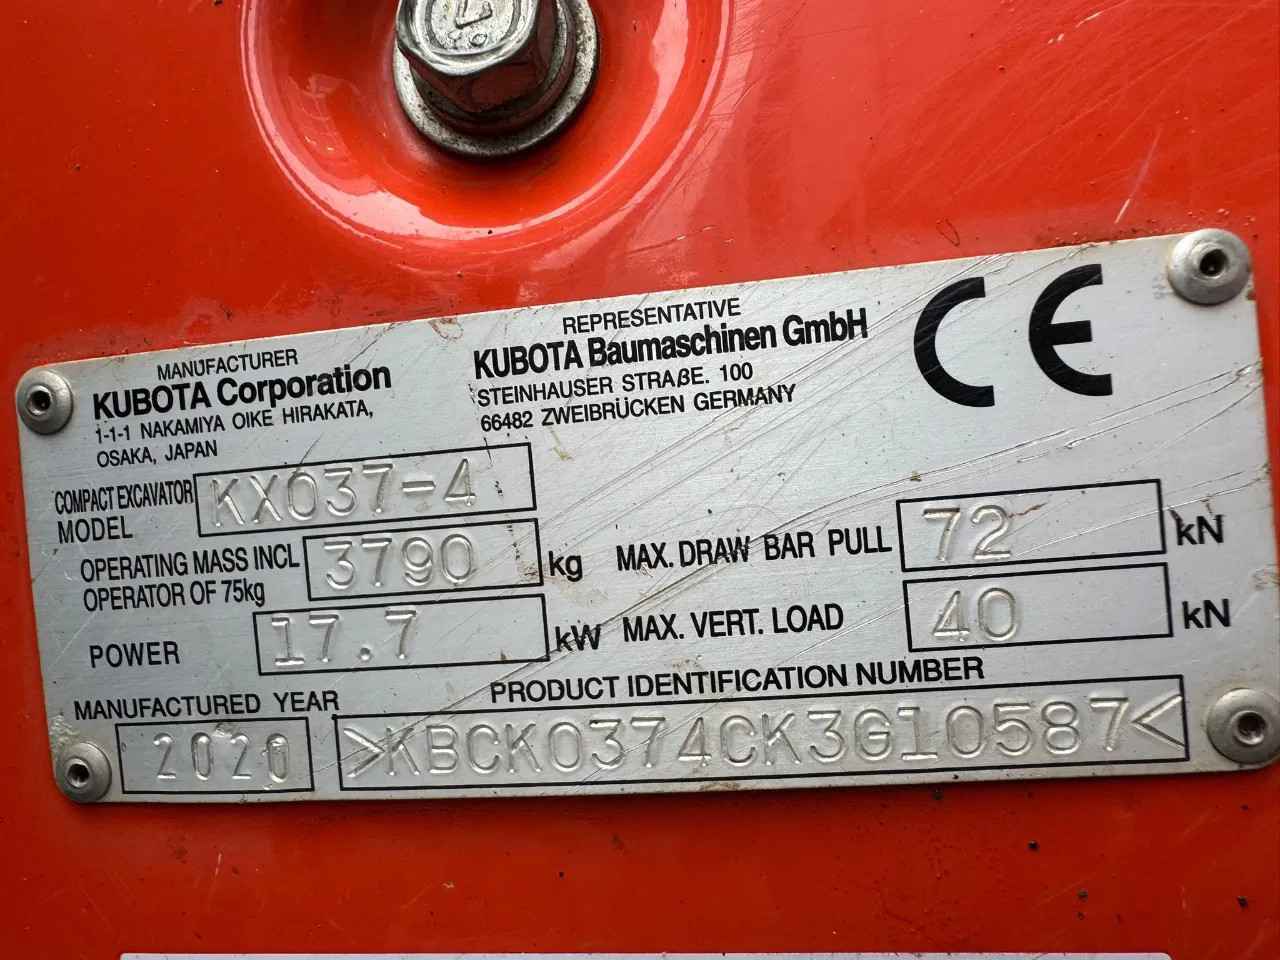 MANUFACTURER
KUBOTA Corporation
1-1-1 NAKAMIYA OIKE HIRAKATA,
OSAKA, JAPAN
REPRESENTATIVE
KUBOTA Baumaschinen GmbH
STEINHAUSER STRAßE. 100
66482 ZWEIBRÜCKEN GERMANY
CE
COMPACT EXCAVATOR
MODEL KX037-4
OPERATING MASS INCL
OPERATOR OF 75kg 3790 kg
POWER 17.7 kW
MAX. DRAW BAR PULL 72 kN
MAX. VERT. LOAD 40 kN
MANUFACTURED YEAR
2020
PRODUCT IDENTIFICATION NUMBER
>KBCK0374CK3G10587<